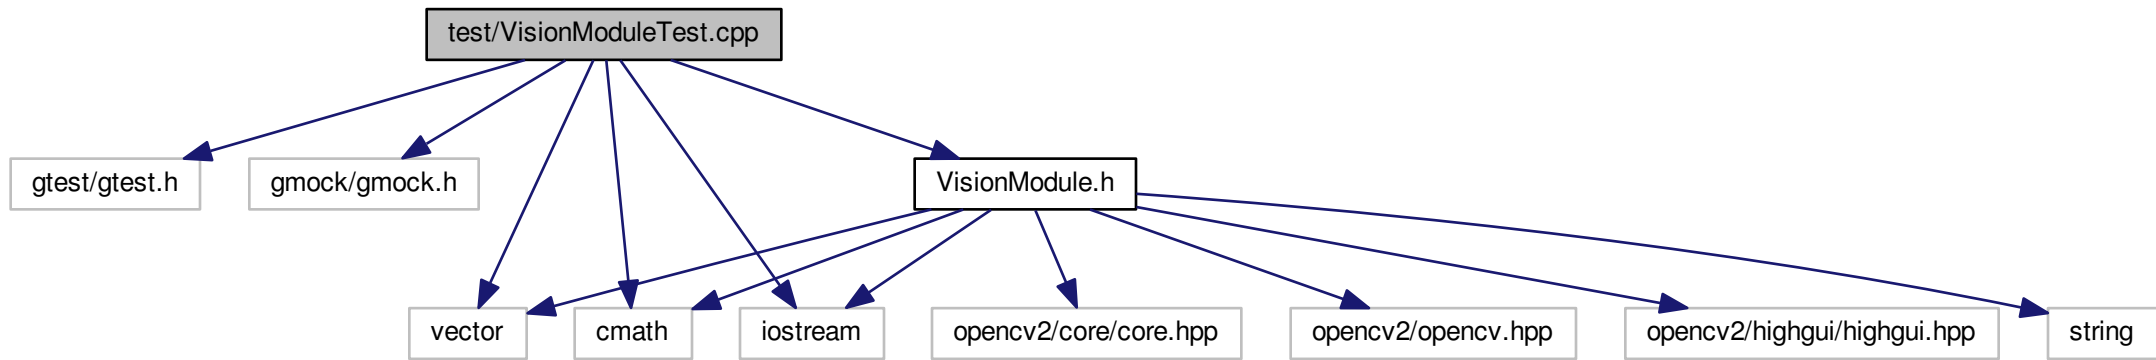 test/VisionModuleTest.cpp
gtest/gtest.h
gmock/gmock.h
VisionModule.h
vector
cmath
iostream
opencv2/core/core.hpp
opencv2/opencv.hpp
opencv2/highgui/highgui.hpp
string